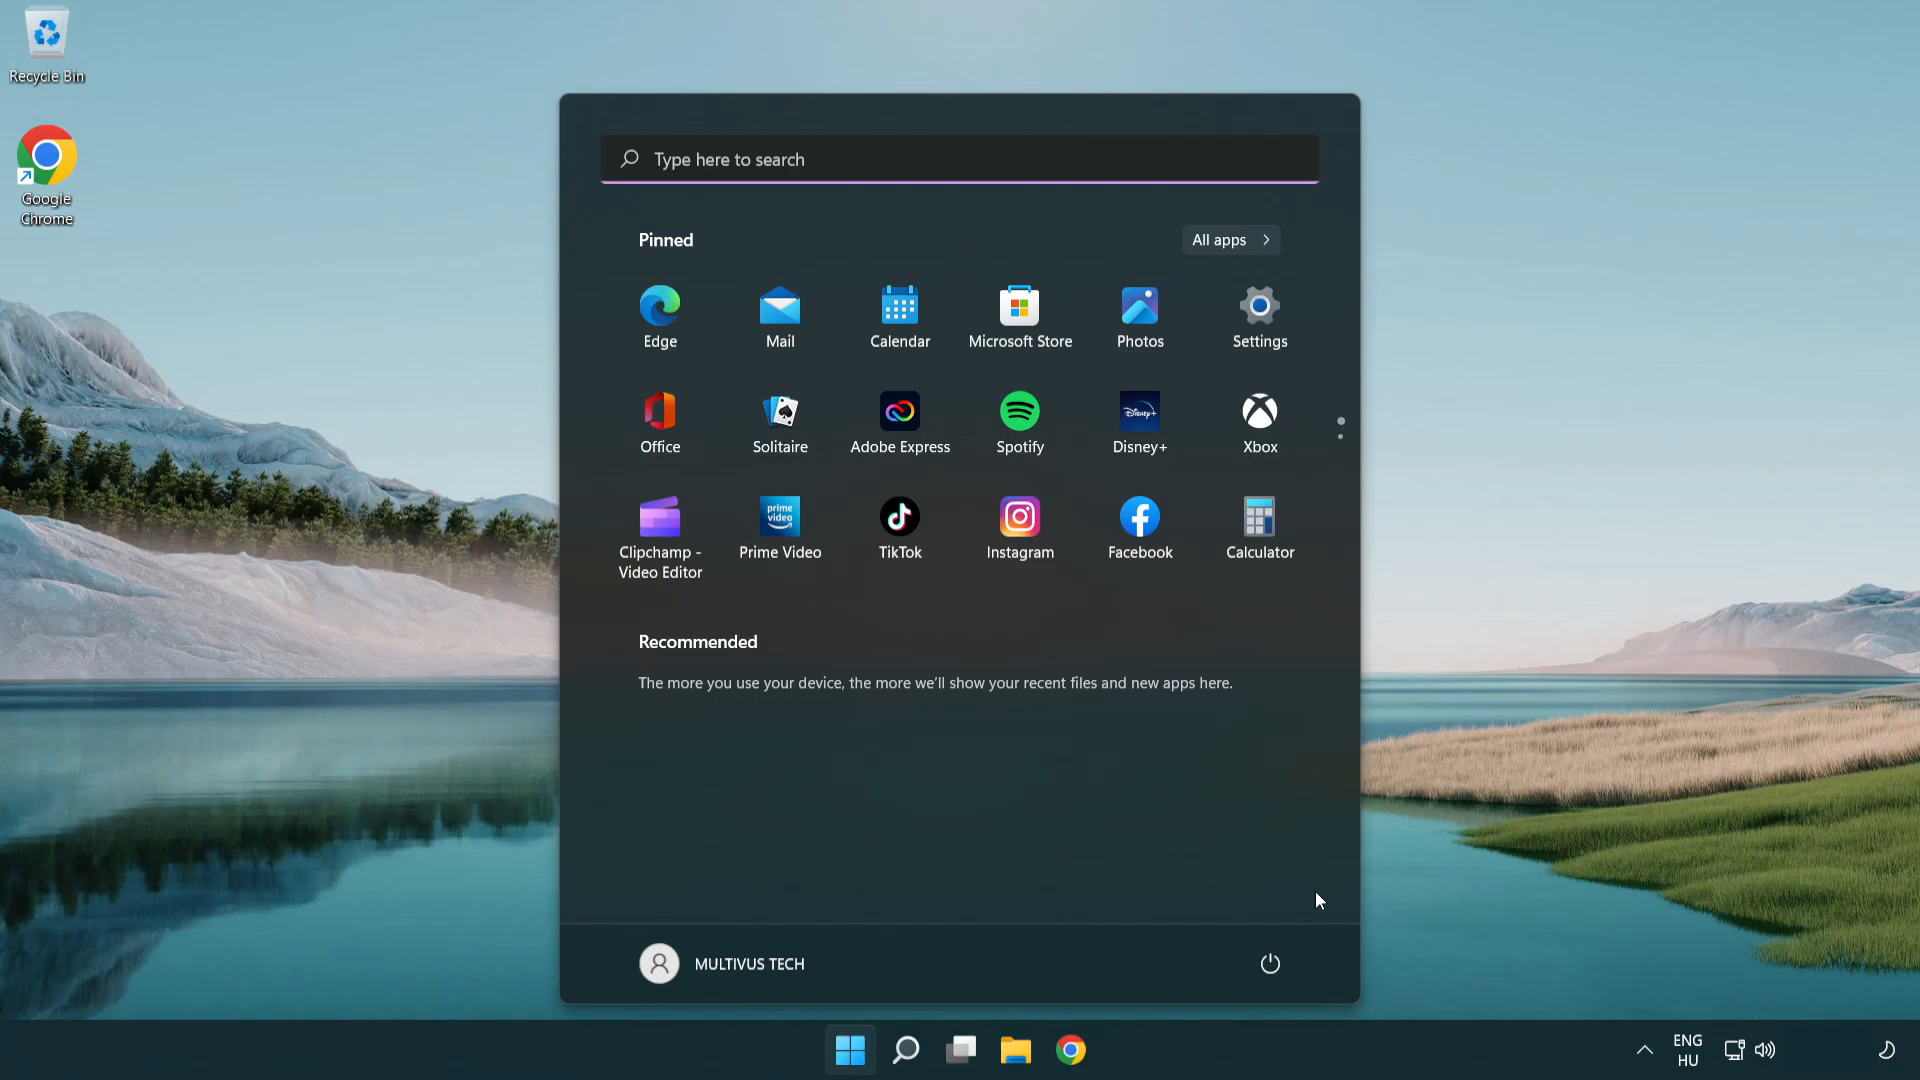 Recycle Bin
Google
Chrome
Type here to search
Pinned
All apps
Edge
Mail
Calendar
Microsoft Store
Photos
Settings
Office
Solitaire
Adobe Express
Disney+
Spotify
Disney+
Xbox
prime
video
Clipchamp -
Video Editor
Prime Video
TikTok
Instagram
Facebook
Calculator
Recommended
The more you use your device, the more we'll show your recent files and new apps here.
MULTIVUS TECH
ENG
HU